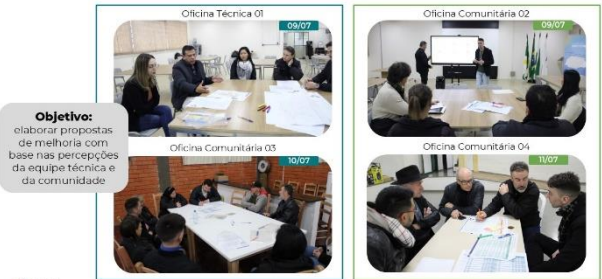 Oficina Técnica 01
09/07
Oficina Comunitária 02
09/07
Objetivo:
elaborar propostas
de melhoria com
base nas percepções
da equipe técnica e
da comunidade
Oficina Comunitária 03
10/07
Oficina Comunitária 04
11/07